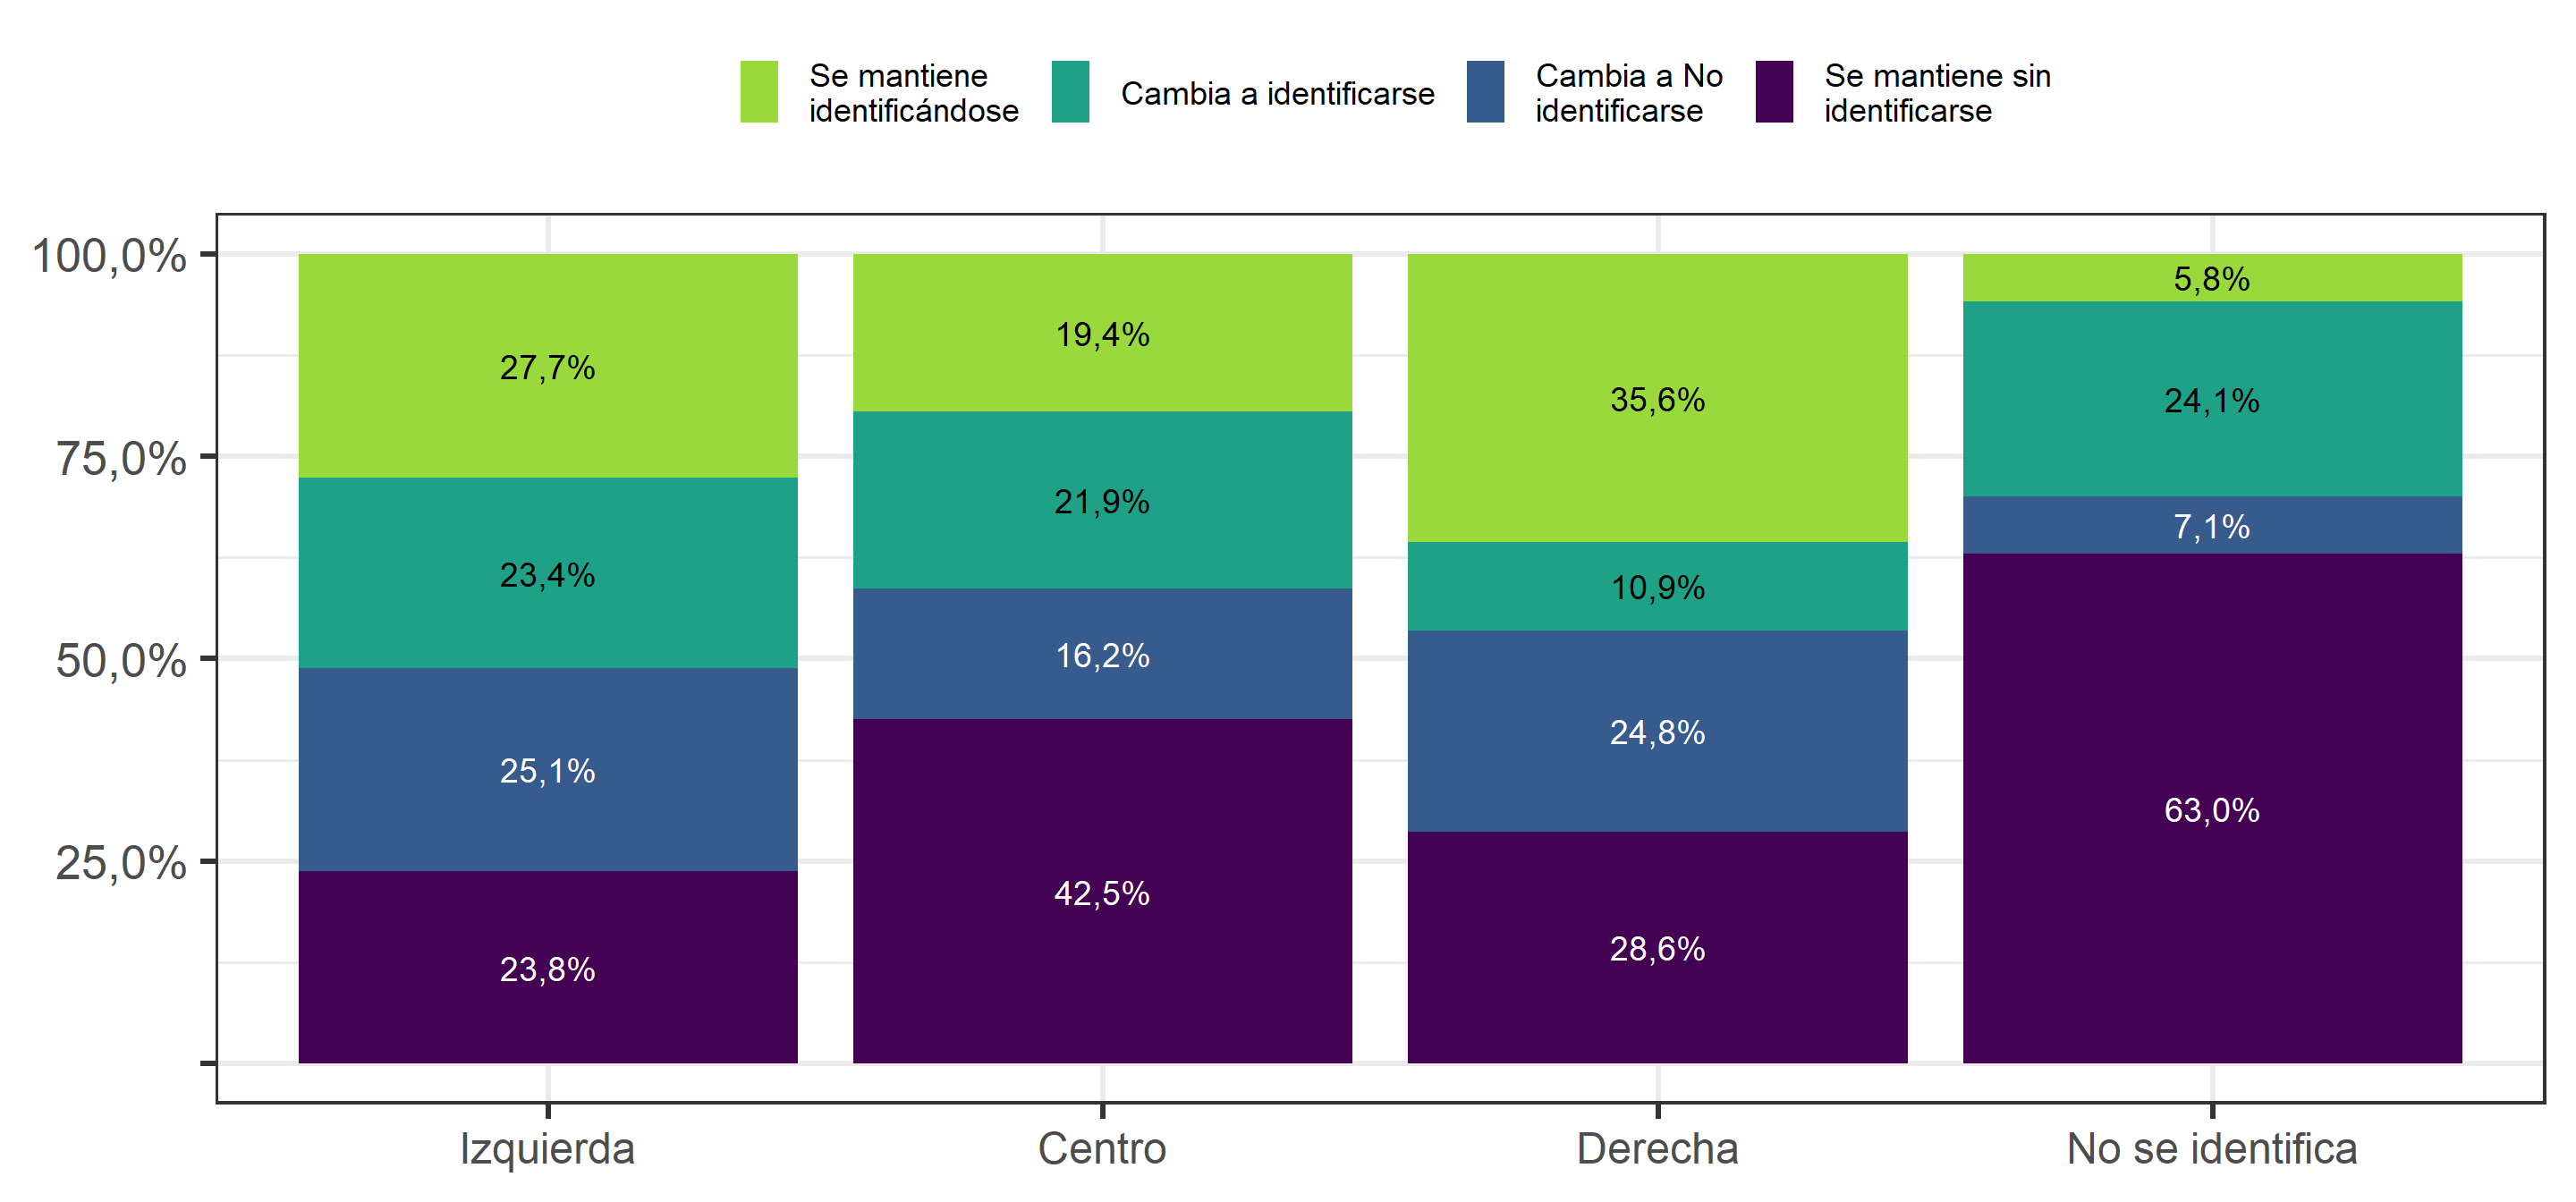 Se mantiene
identificándose
Cambia a identificarse
Cambia a No
identificarse
Se mantiene sin
identificarse
100,0%
75,0%
50,0%
25,0%
27,7%
23,4%
25,1%
23,8%
19,4%
21,9%
16,2%
42,5%
35,6%
10,9%
24,8%
28,6%
5,8%
24,1%
7,1%
63,0%
Izquierda
Centro
Derecha
No se identifica